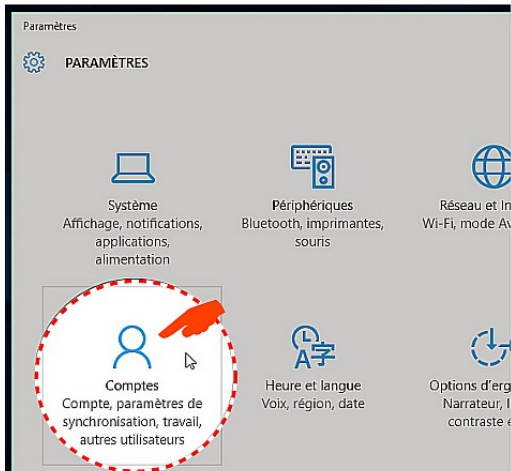 Paramètres
PARAMÈTRES
Système
Affichage, notifications,
applications,
alimentation
Périphériques
Bluetooth, imprimantes,
souris
Réseau et
Wi-Fi, mode
Comptes
Compte, paramètres de
synchronisation, travail,
autres utilisateurs
Heure et langue
Voix, région, date
Options
Narrateur,
contraste